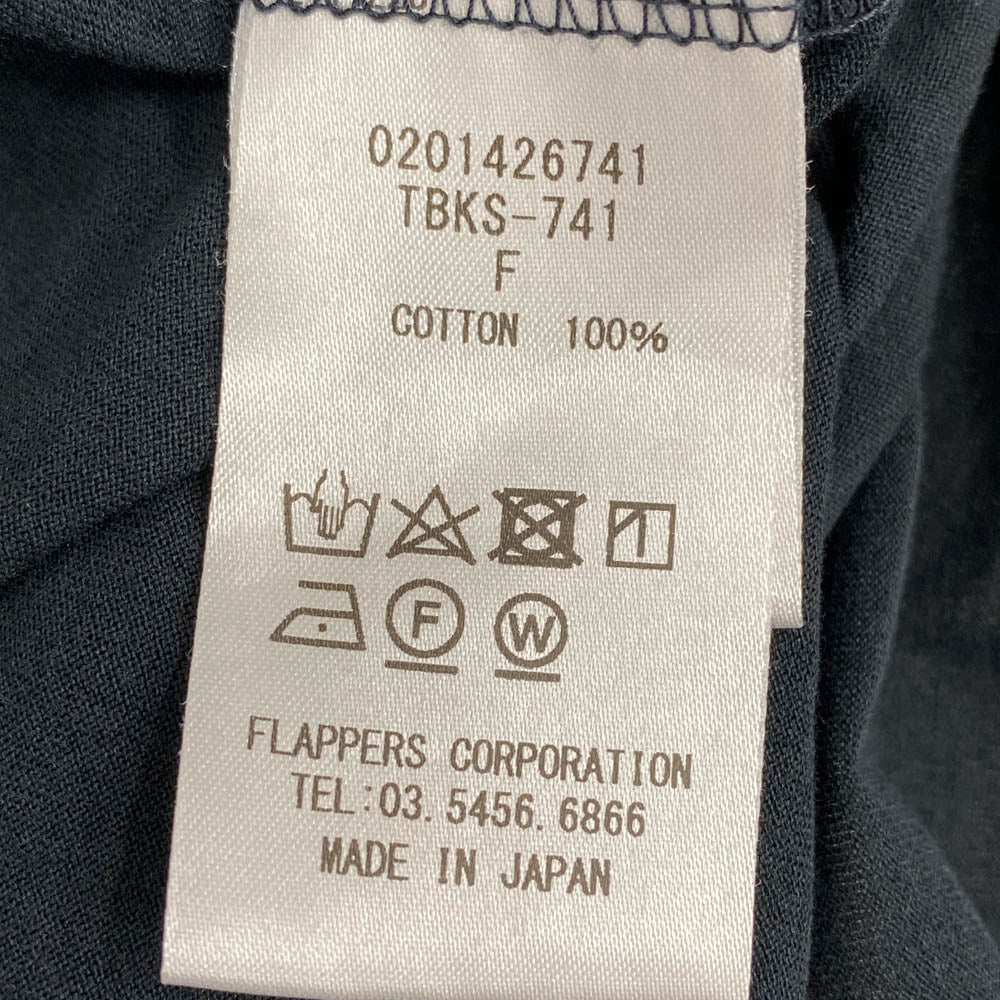 0201426741
TBKS-741
F
COTTON 100%
F W
FLAPPERS CORPORATION
TEL:03. 5456. 6866
MADE IN JAPAN